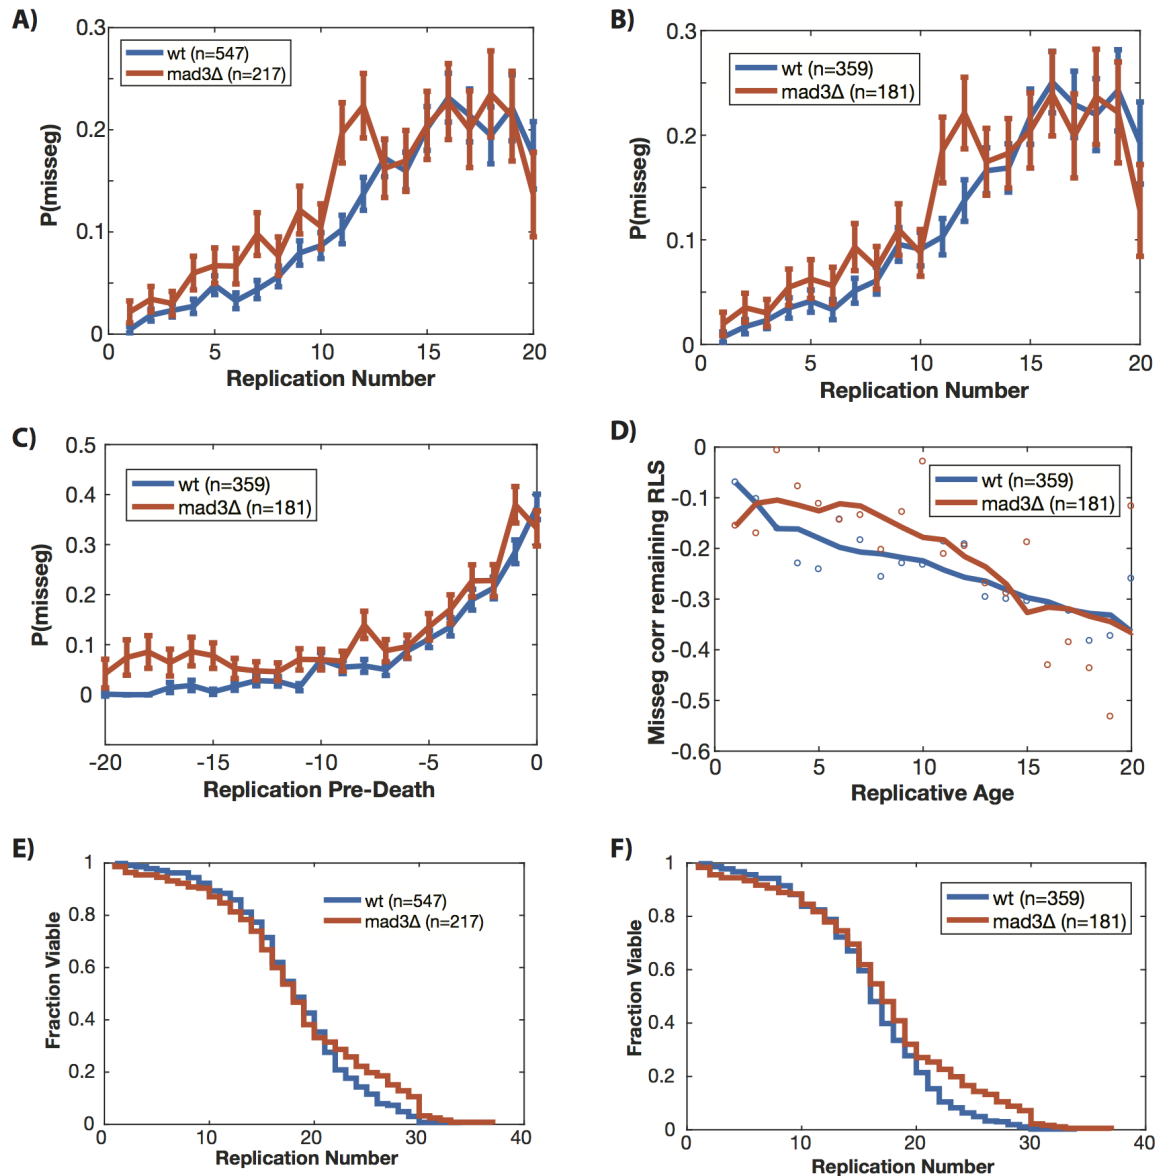 A)
0.3
0.2
0.1
0
P(misseg)
wt (n=547)
mad3Δ (n=217)
0 5 10 15 20
Replication Number
B)
0.3
0.2
0.1
0
P(misseg)
wt (n=359)
mad3Δ (n=181)
0 5 10 15 20
Replication Number
C)
0.5
0.4
0.3
0.2
0.1
0
P(misseg)
wt (n=359)
mad3Δ (n=181)
-20 -15 -10 -5 0
Replication Pre-Death
D)
0
-0.1
-0.2
-0.3
-0.4
-0.5
-0.6
Misseg corr remaining RLS
wt (n=359)
mad3Δ (n=181)
0 5 10 15 20
Replicative Age
E)
1
0.8
0.6
0.4
0.2
0
Fraction Viable
wt (n=547)
mad3Δ (n=217)
0 10 20 30 40
Replication Number
F)
1
0.8
0.6
0.4
0.2
0
Fraction Viable
wt (n=359)
mad3Δ (n=181)
0 10 20 30 40
Replication Number